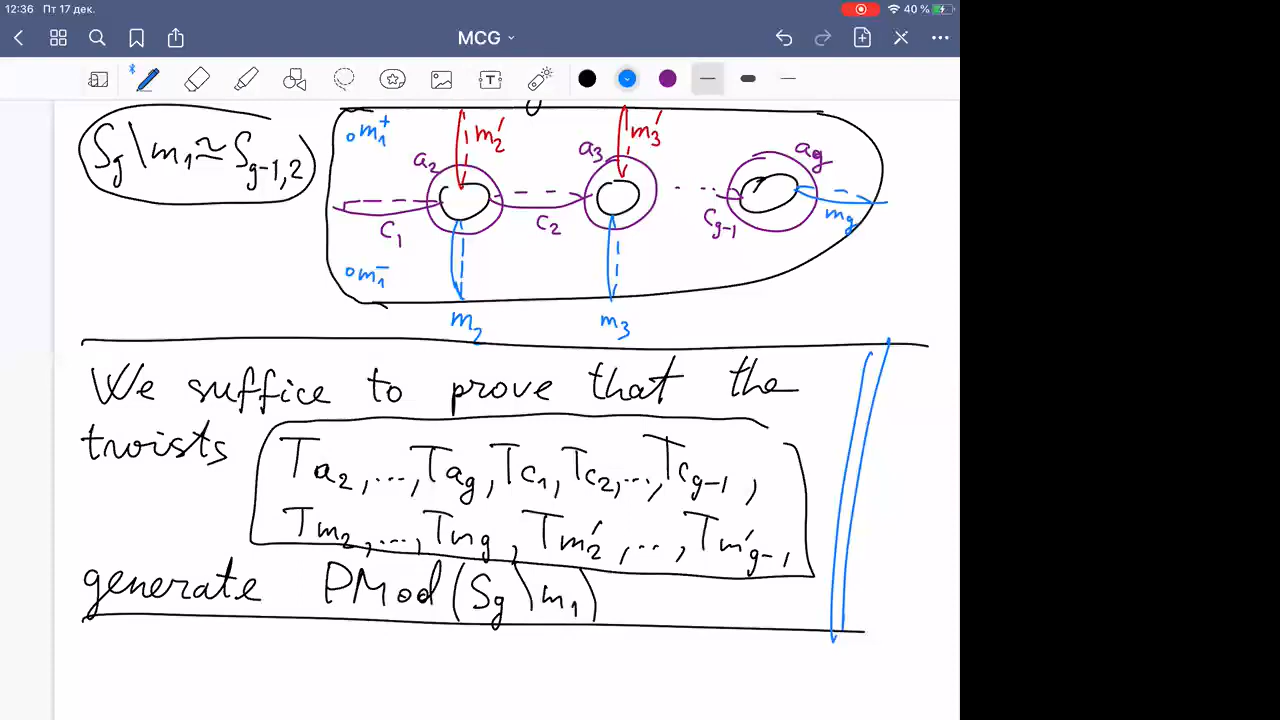 12:36 Пт 17 дек. 40 %
MCG
S_g \ m_1 ≃ S_{g-1,2}
m_1^+ m_2' m_3'
a_2 a_3 a_g
c_1 c_2 c_{g-1} m_g
m_1^-
m_2 m_3
We suffice to prove that the
twists T_{a_2}, ..., T_{a_g}, T_{c_1}, T_{c_2}, ..., T_{c_{g-1}},
T_{m_2}, ..., T_{m_g}, T_{m_2'}, ..., T_{m'_{g-1}}
generate PMod(S_g \ m_1)